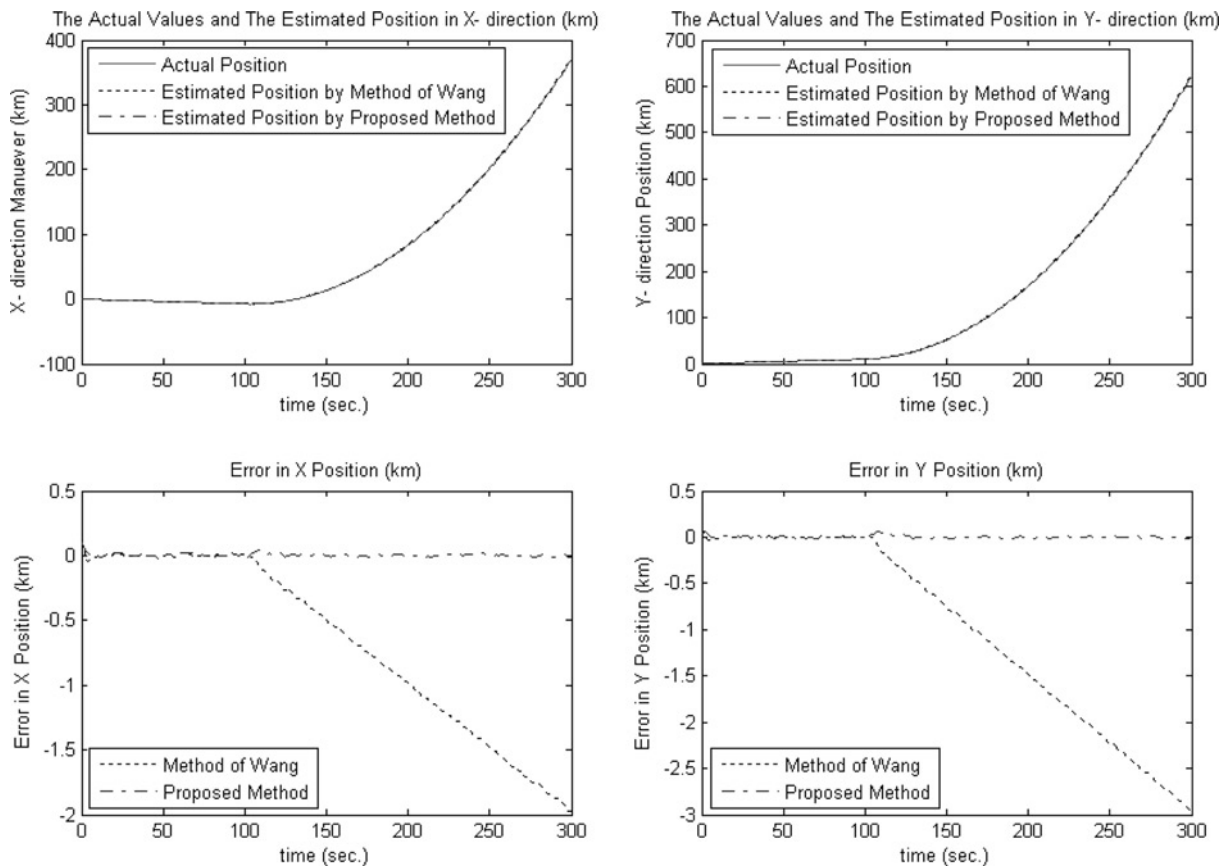 The Actual Values and The Estimated Position in X- direction (km)
400
300
200
100
0
-100
X- direction Manuever (km)
Actual Position
Estimated Position by Method of Wang
Estimated Position by Proposed Method
0 50 100 150 200 250 300
time (sec.)
The Actual Values and The Estimated Position in Y- direction (km)
700
600
500
400
300
200
100
0
Y- direction Position (km)
Actual Position
Estimated Position by Method of Wang
Estimated Position by Proposed Method
0 50 100 150 200 250 300
time (sec.)
Error in X Position (km)
0.5
0
-0.5
-1
-1.5
-2
Error in X Position (km)
Method of Wang
Proposed Method
0 50 100 150 200 250 300
time (sec.)
Error in Y Position (km)
0.5
0
-0.5
-1
-1.5
-2
-2.5
-3
Error in Y Position (km)
Method of Wang
Proposed Method
0 50 100 150 200 250 300
time (sec.)